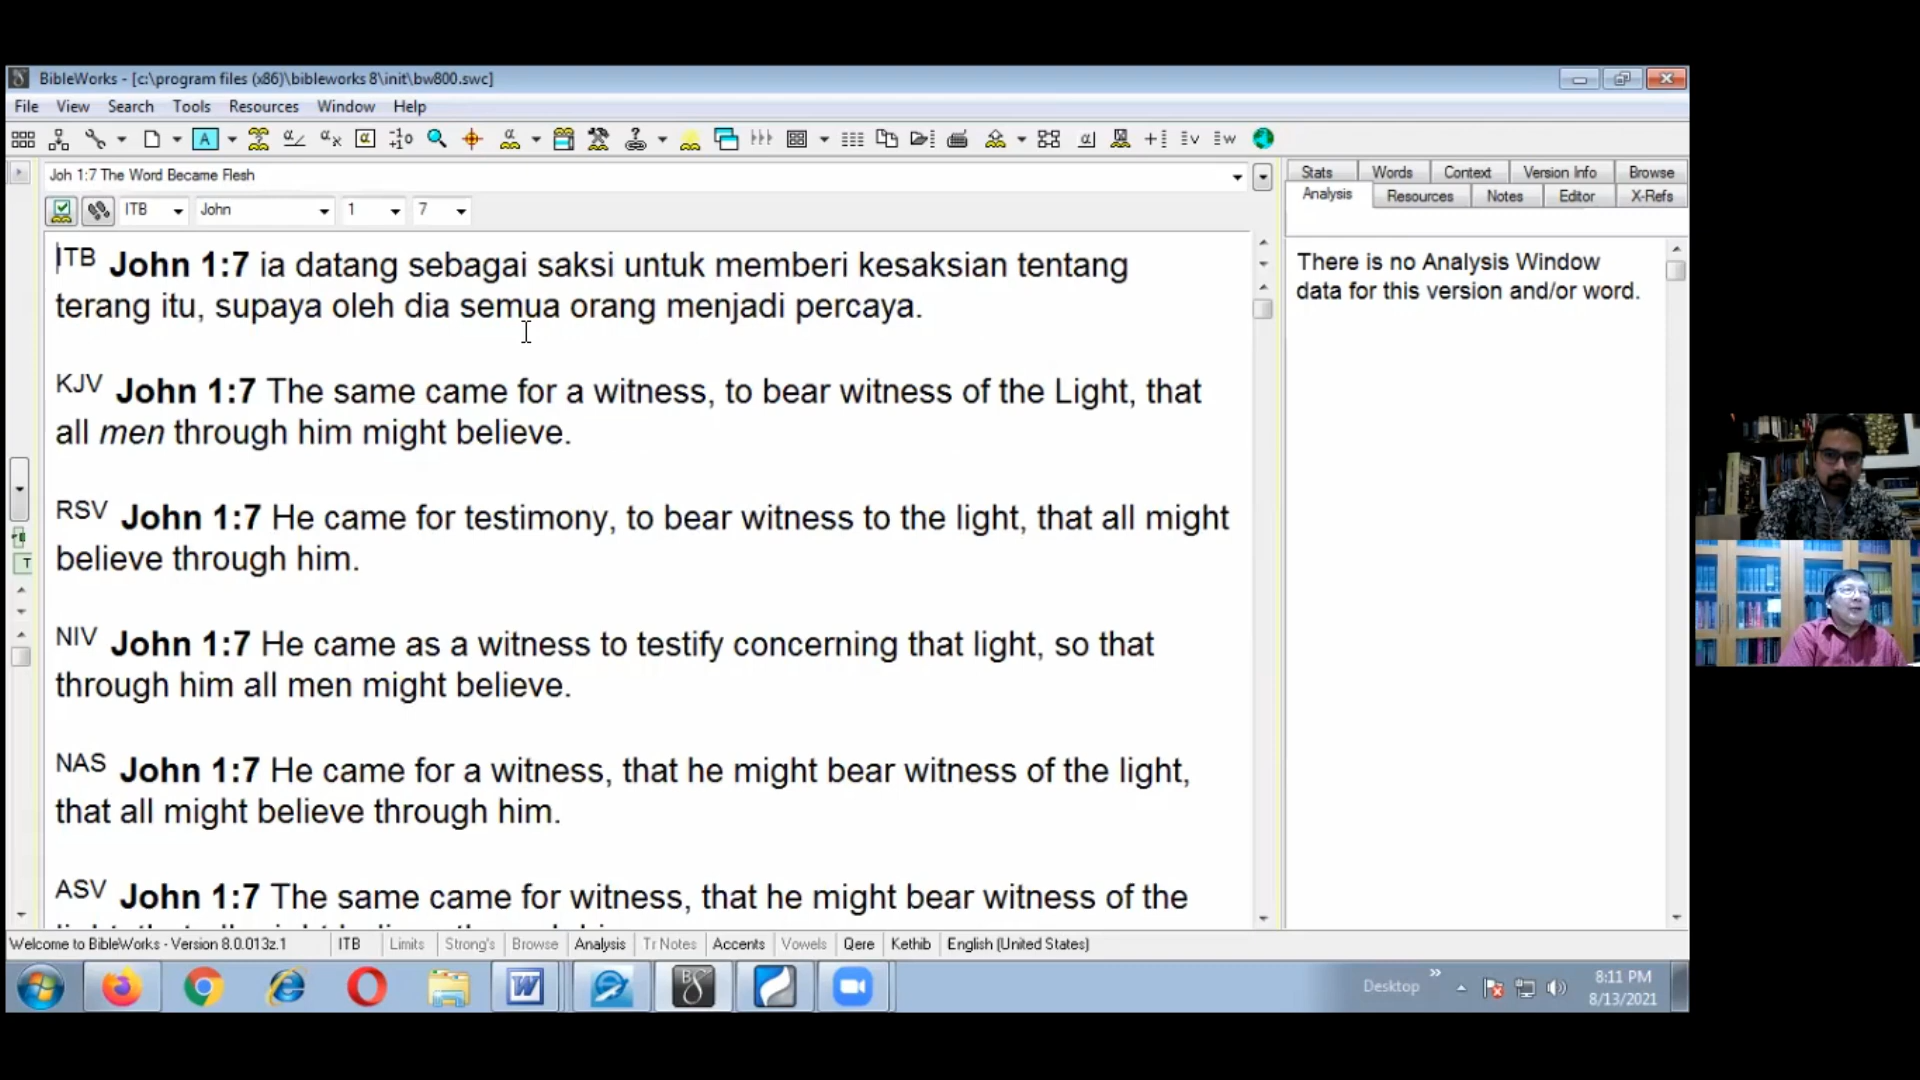 BibleWorks - [c:\program files (x86)\bibleworks 8\init\bw800.swc]
File View Search Tools Resources Window Help
Joh 1:7 The Word Became Flesh
ITB John 1 7
ITB John 1:7 ia datang sebagai saksi untuk memberi kesaksian tentang
terang itu, supaya oleh dia semua orang menjadi percaya.
KJV John 1:7 The same came for a witness, to bear witness of the Light, that
all men through him might believe.
RSV John 1:7 He came for testimony, to bear witness to the light, that all might
believe through him.
NIV John 1:7 He came as a witness to testify concerning that light, so that
through him all men might believe.
NAS John 1:7 He came for a witness, that he might bear witness of the light,
that all might believe through him.
ASV John 1:7 The same came for witness, that he might bear witness of the
Stats Words Context Version Info Browse
Analysis Resources Notes Editor X-Refs
There is no Analysis Window
data for this version and/or word.
Welcome to BibleWorks - Version 8.0.013z.1 ITB Limits Strong's Browse Analysis Tr Notes Accents Vowels Qere Kethib English (United States)
Desktop
8:11 PM
8/13/2021